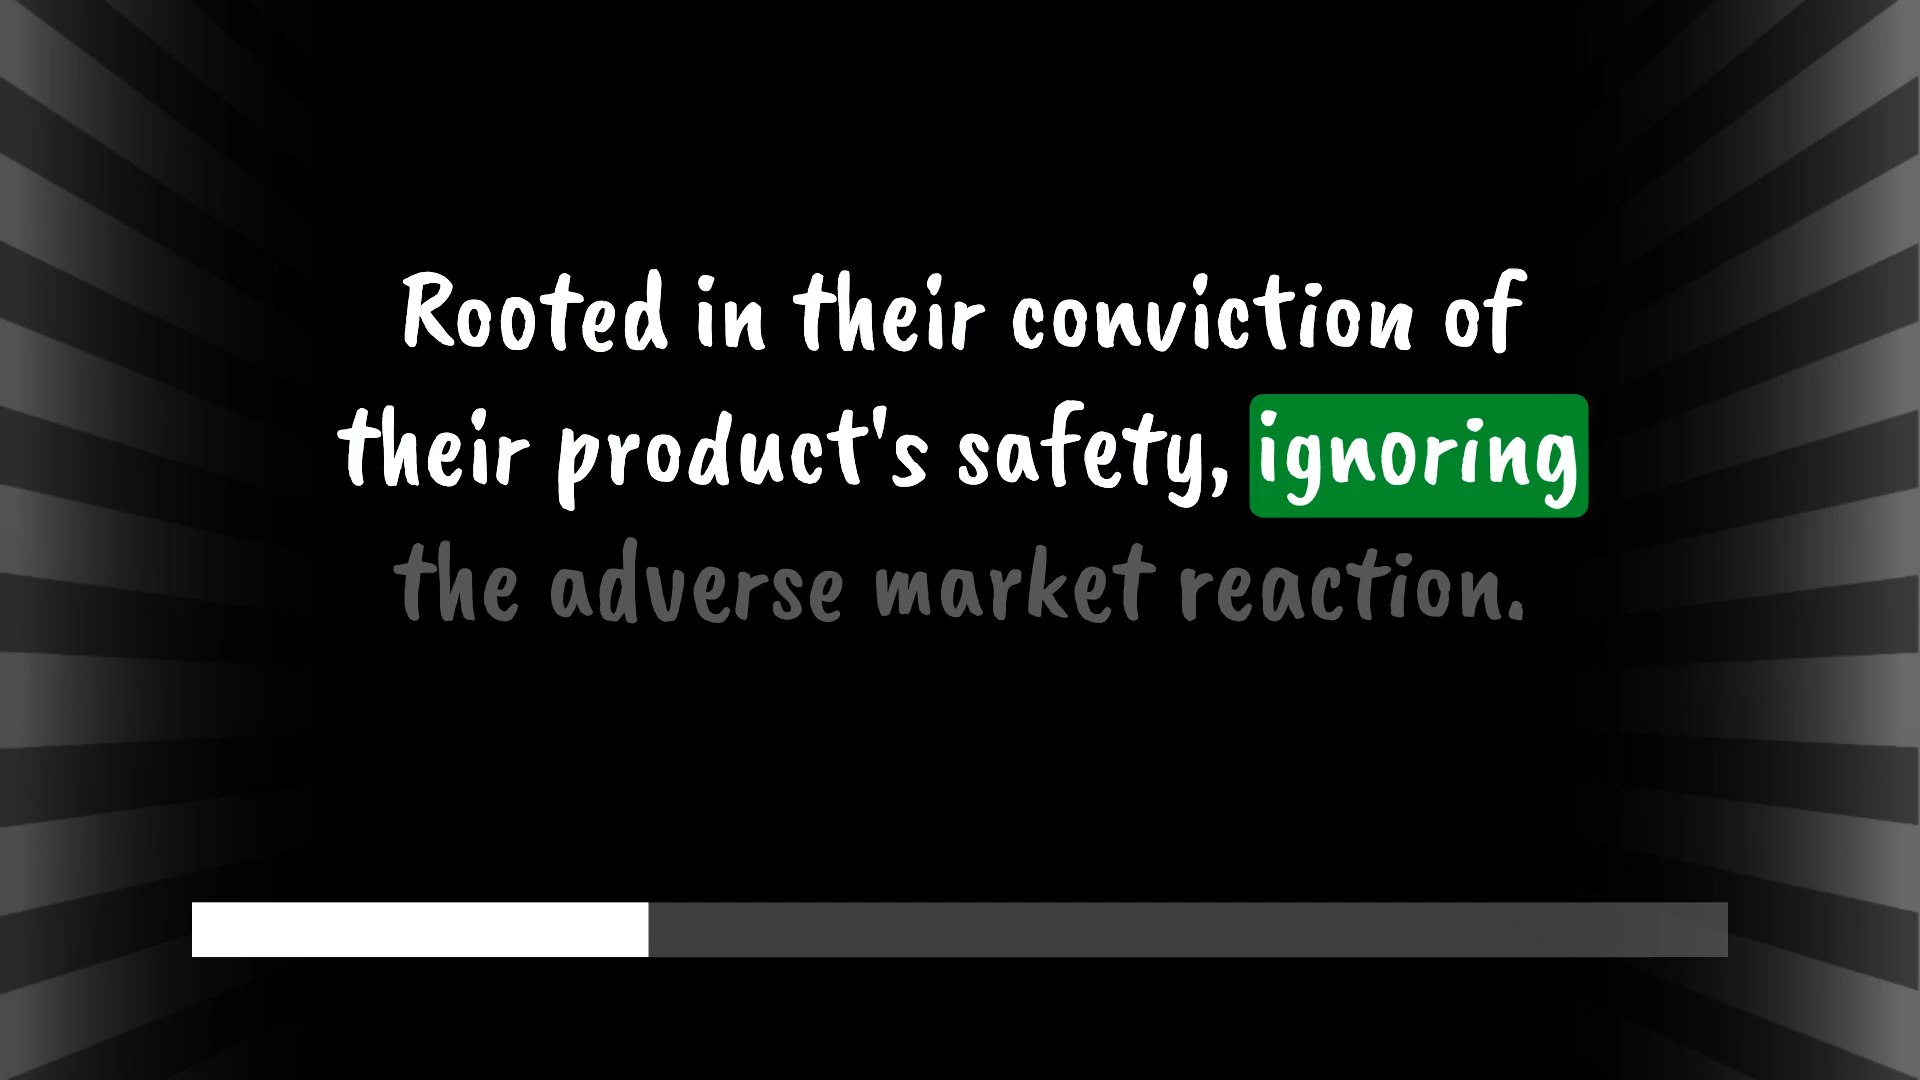 Rooted in their conviction of
their product's safety, ignoring
the adverse market reaction.